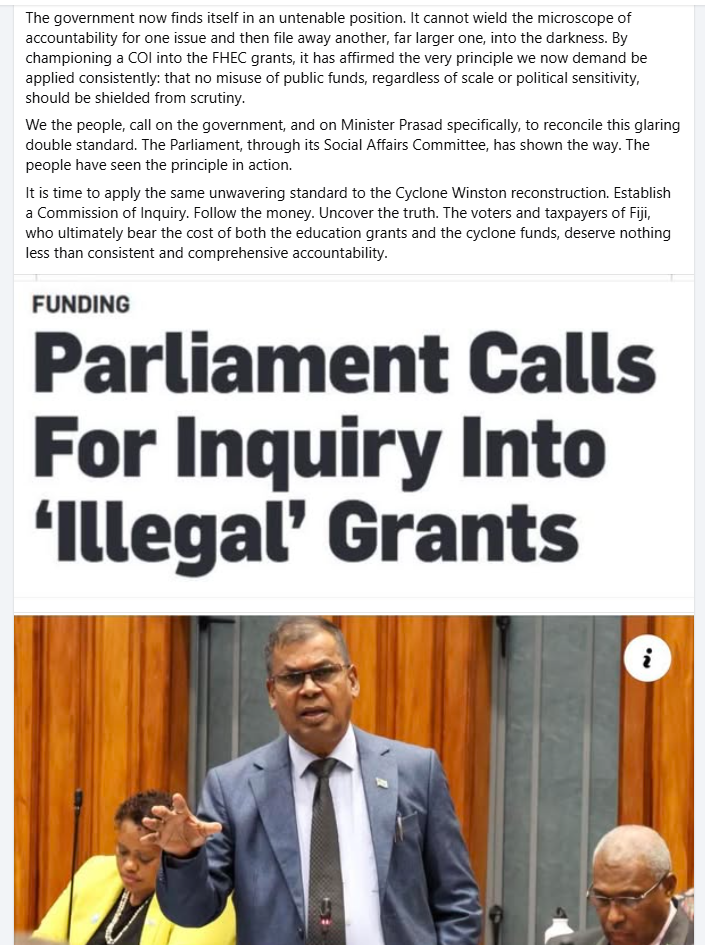 The government now finds itself in an untenable position. It cannot wield the microscope of
accountability for one issue and then file away another, far larger one, into the darkness. By
championing a COI into the FHEC grants, it has affirmed the very principle we now demand be
applied consistently: that no misuse of public funds, regardless of scale or political sensitivity,
should be shielded from scrutiny.
We the people, call on the government, and on Minister Prasad specifically, to reconcile this glaring
double standard. The Parliament, through its Social Affairs Committee, has shown the way. The
people have seen the principle in action.
It is time to apply the same unwavering standard to the Cyclone Winston reconstruction. Establish
a Commission of Inquiry. Follow the money. Uncover the truth. The voters and taxpayers of Fiji,
who ultimately bear the cost of both the education grants and the cyclone funds, deserve nothing
less than consistent and comprehensive accountability.
FUNDING
Parliament Calls
For Inquiry Into
‘Illegal’ Grants
i